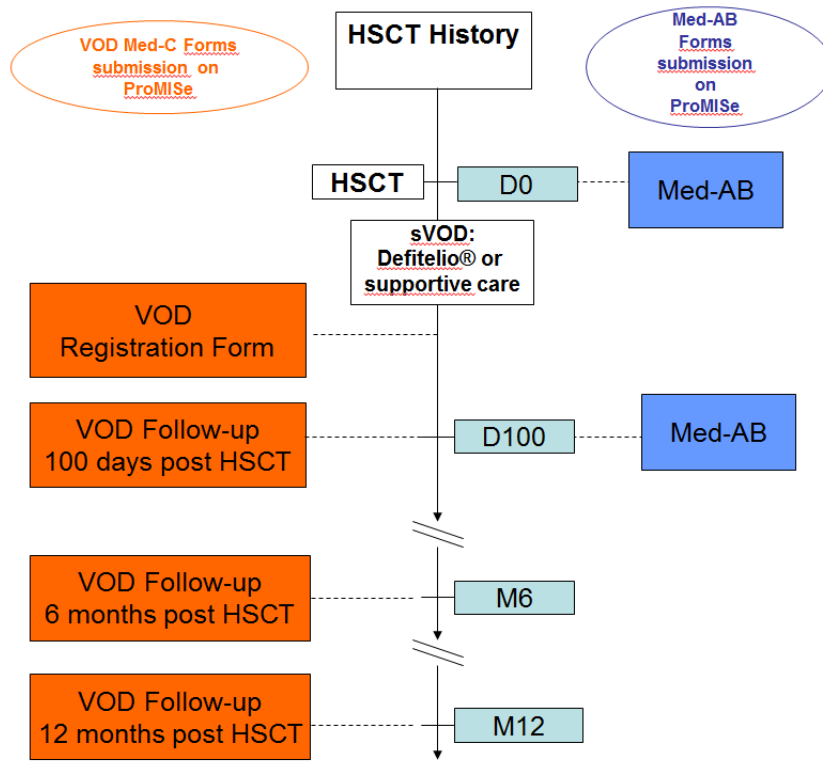 VOD Med-C Forms
submission on
ProMISe
HSCT History
Med-AB
Forms
submission
on
ProMISe
HSCT
D0
Med-AB
sVOD:
Defitelio® or
supportive care
VOD
Registration Form
VOD Follow-up
100 days post HSCT
D100
Med-AB
VOD Follow-up
6 months post HSCT
M6
VOD Follow-up
12 months post HSCT
M12